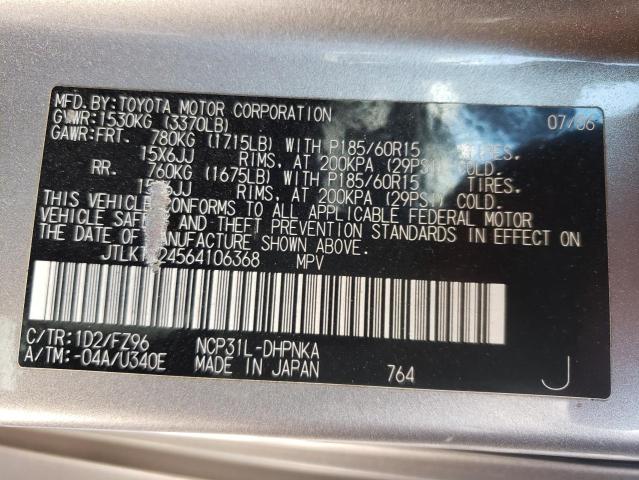 MFD. BY: TOYOTA MOTOR CORPORATION 07/06
GVWR: 1530KG (3370LB)
GAWR: FRT. 780KG (1715LB) WITH P185/60R15 TIRES.
15X6JJ RIMS. AT 200KPA (29PSI) COLD.
RR. 760KG (1675LB) WITH P185/60R15 TIRES.
RIMS. AT 200KPA (29PSI) COLD.
THIS VEHICLE CONFORMS TO ALL APPLICABLE FEDERAL MOTOR
VEHICLE SAFETY AND THEFT PREVENTION STANDARDS IN EFFECT ON
THE DATE OF MANUFACTURE SHOWN ABOVE.
24564106368 MPV
C/TR: 1D2/FZ96 NCP31L-DHPNKA
A/TM: -04A/U340E MADE IN JAPAN 764 J